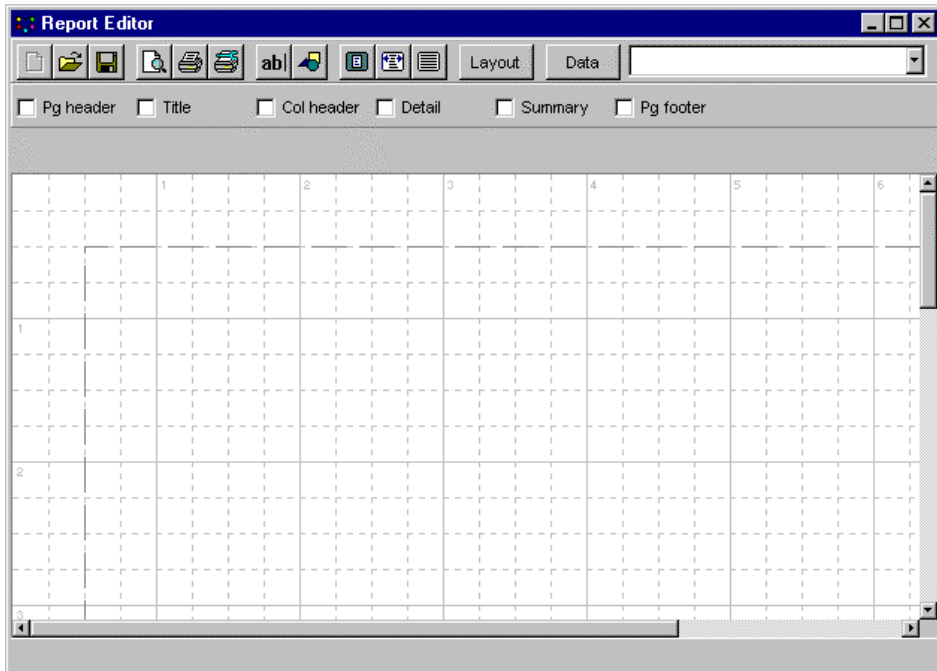 Report Editor
ab| Layout Data
Pg header Title Col header Detail Summary Pg footer
1 2 3 4 5 6
1
2
3